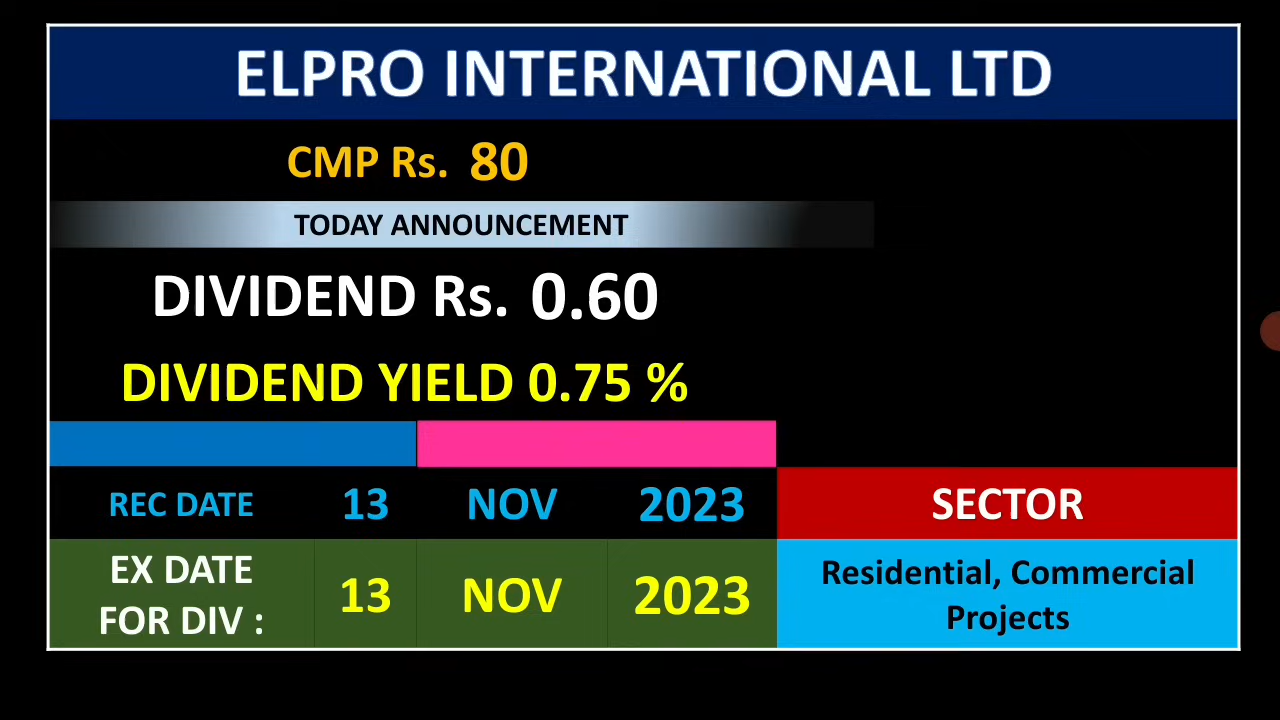 ELPRO INTERNATIONAL LTD
CMP Rs. 80
TODAY ANNOUNCEMENT
DIVIDEND Rs. 0.60
DIVIDEND YIELD 0.75 %
REC DATE 13 NOV 2023
SECTOR
EX DATE
FOR DIV : 13 NOV 2023
Residential, Commercial
Projects